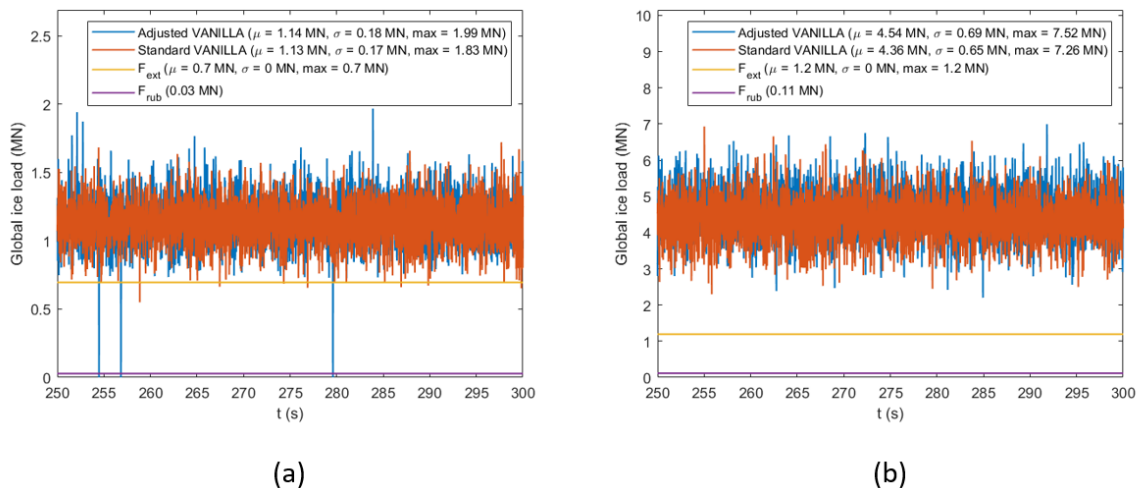 Adjusted VANILLA (μ = 1.14 MN, σ = 0.18 MN, max = 1.99 MN)
Standard VANILLA (μ = 1.13 MN, σ = 0.17 MN, max = 1.83 MN)
F_ext (μ = 0.7 MN, σ = 0 MN, max = 0.7 MN)
F_rub (0.03 MN)
Global ice load (MN)
2.5
2
1.5
1
0.5
0
250 255 260 265 270 275 280 285 290 295 300
t (s)
(a)
Adjusted VANILLA (μ = 4.54 MN, σ = 0.69 MN, max = 7.52 MN)
Standard VANILLA (μ = 4.36 MN, σ = 0.65 MN, max = 7.26 MN)
F_ext (μ = 1.2 MN, σ = 0 MN, max = 1.2 MN)
F_rub (0.11 MN)
Global ice load (MN)
10
9
8
7
6
5
4
3
2
1
0
250 255 260 265 270 275 280 285 290 295 300
t (s)
(b)